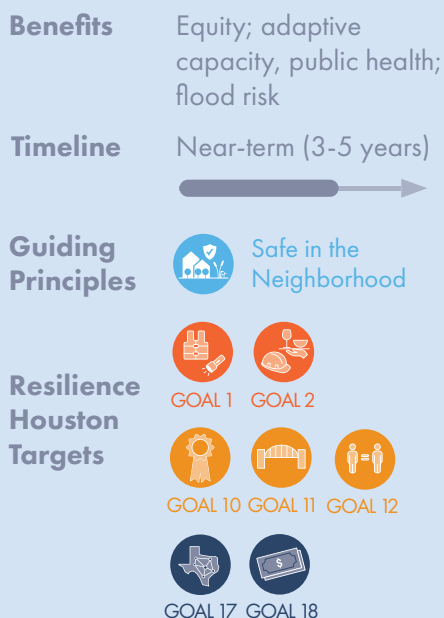 Benefits
Equity; adaptive
capacity, public health;
flood risk
Timeline
Near-term (3-5 years)
Guiding
Principles
Safe in the
Neighborhood
Resilience
Houston
Targets
GOAL 1 GOAL 2
GOAL 10 GOAL 11 GOAL 12
$
GOAL 17 GOAL 18